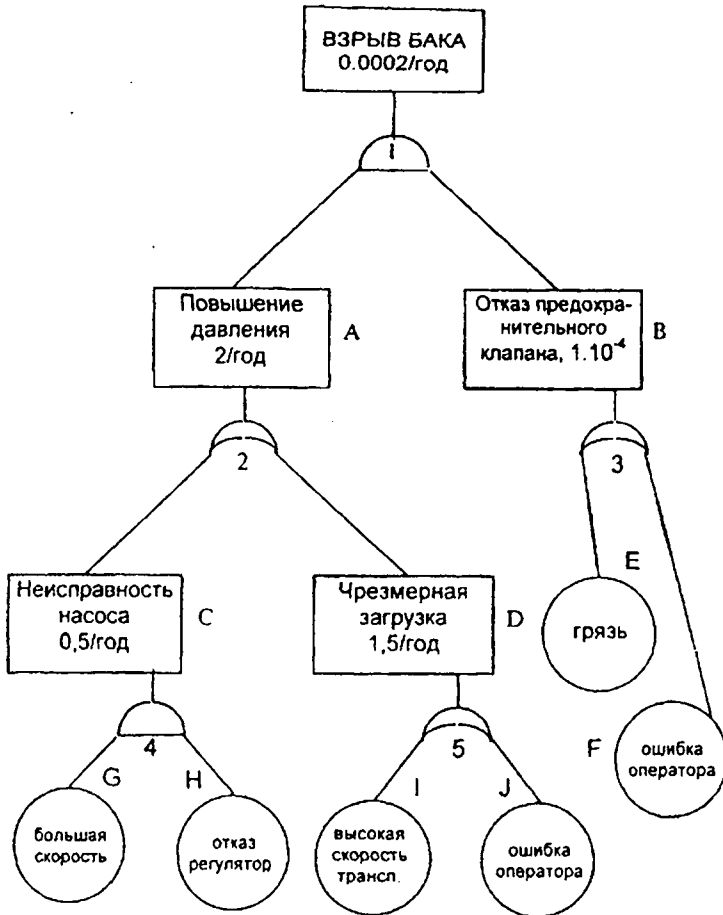 ВЗРЫВ БАКА
0.0002/год
1
Повышение
давления
2/год
A
Отказ предохра-
нительного
клапана, 1.10⁻⁴
B
2
3
Неисправность
насоса
0,5/год
C
Чрезмерная
загрузка
1,5/год
D
E
грязь
4
5
F
ошибка
оператора
G
H
I
J
большая
скорость
отказ
регулятор
высокая
скорость
трансл.
ошибка
оператора